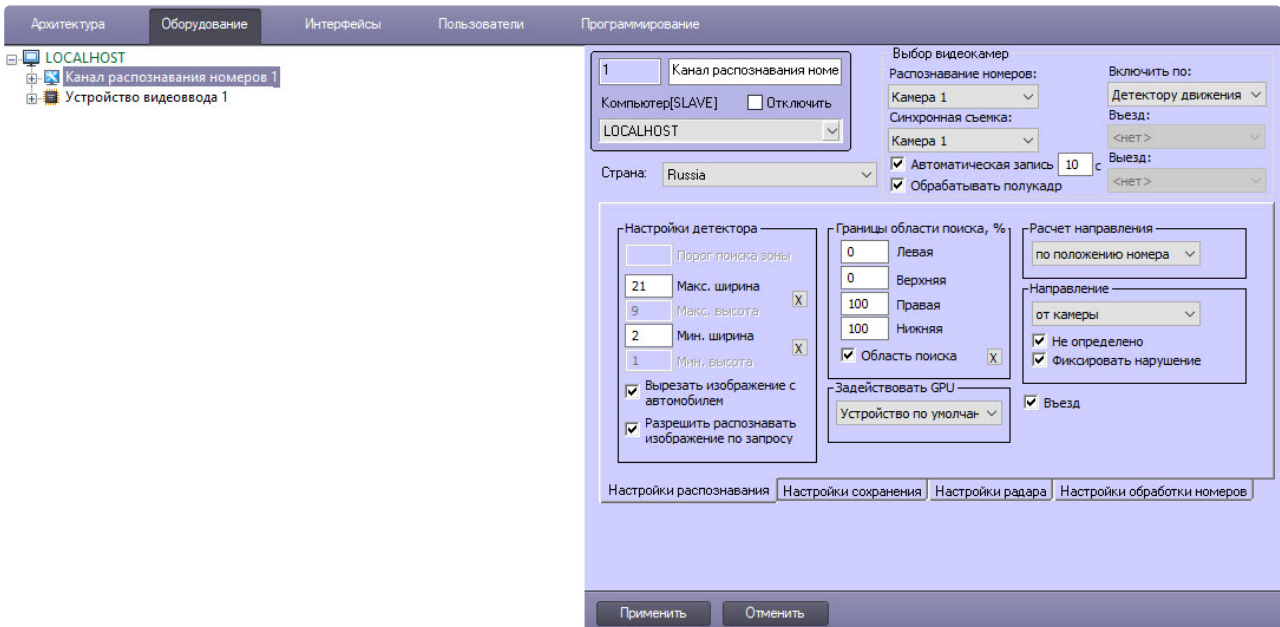 Архитектура Оборудование Интерфейсы Пользователи Программирование
LOCALHOST
Канал распознавания номеров 1
Устройство видеоввода 1
1 Канал распознавания номе
Компьютер[SLAVE] Отключить
LOCALHOST
Страна: Russia
Выбор видеокамер
Распознавание номеров:
Камера 1
Синхронная съемка:
Камера 1
Автоматическая запись 10 с
Обрабатывать полукадр
Включить по:
Детектору движения
Въезд:
<нет>
Выезд:
<нет>
Настройки детектора
Порог поиска зоны
21 Макс. ширина
9 Макс. высота
X
2 Мин. ширина
1 Мин. высота
X
Вырезать изображение с
автомобилем
Разрешить распознавать
изображение по запросу
Границы области поиска, %
0 Левая
0 Верхняя
100 Правая
100 Нижняя
Область поиска X
Задействовать GPU
Устройство по умолчан
Расчет направления
по положению номера
Направление
от камеры
Не определено
Фиксировать нарушение
Въезд
Настройки распознавания Настройки сохранения Настройки радара Настройки обработки номеров
Применить Отменить